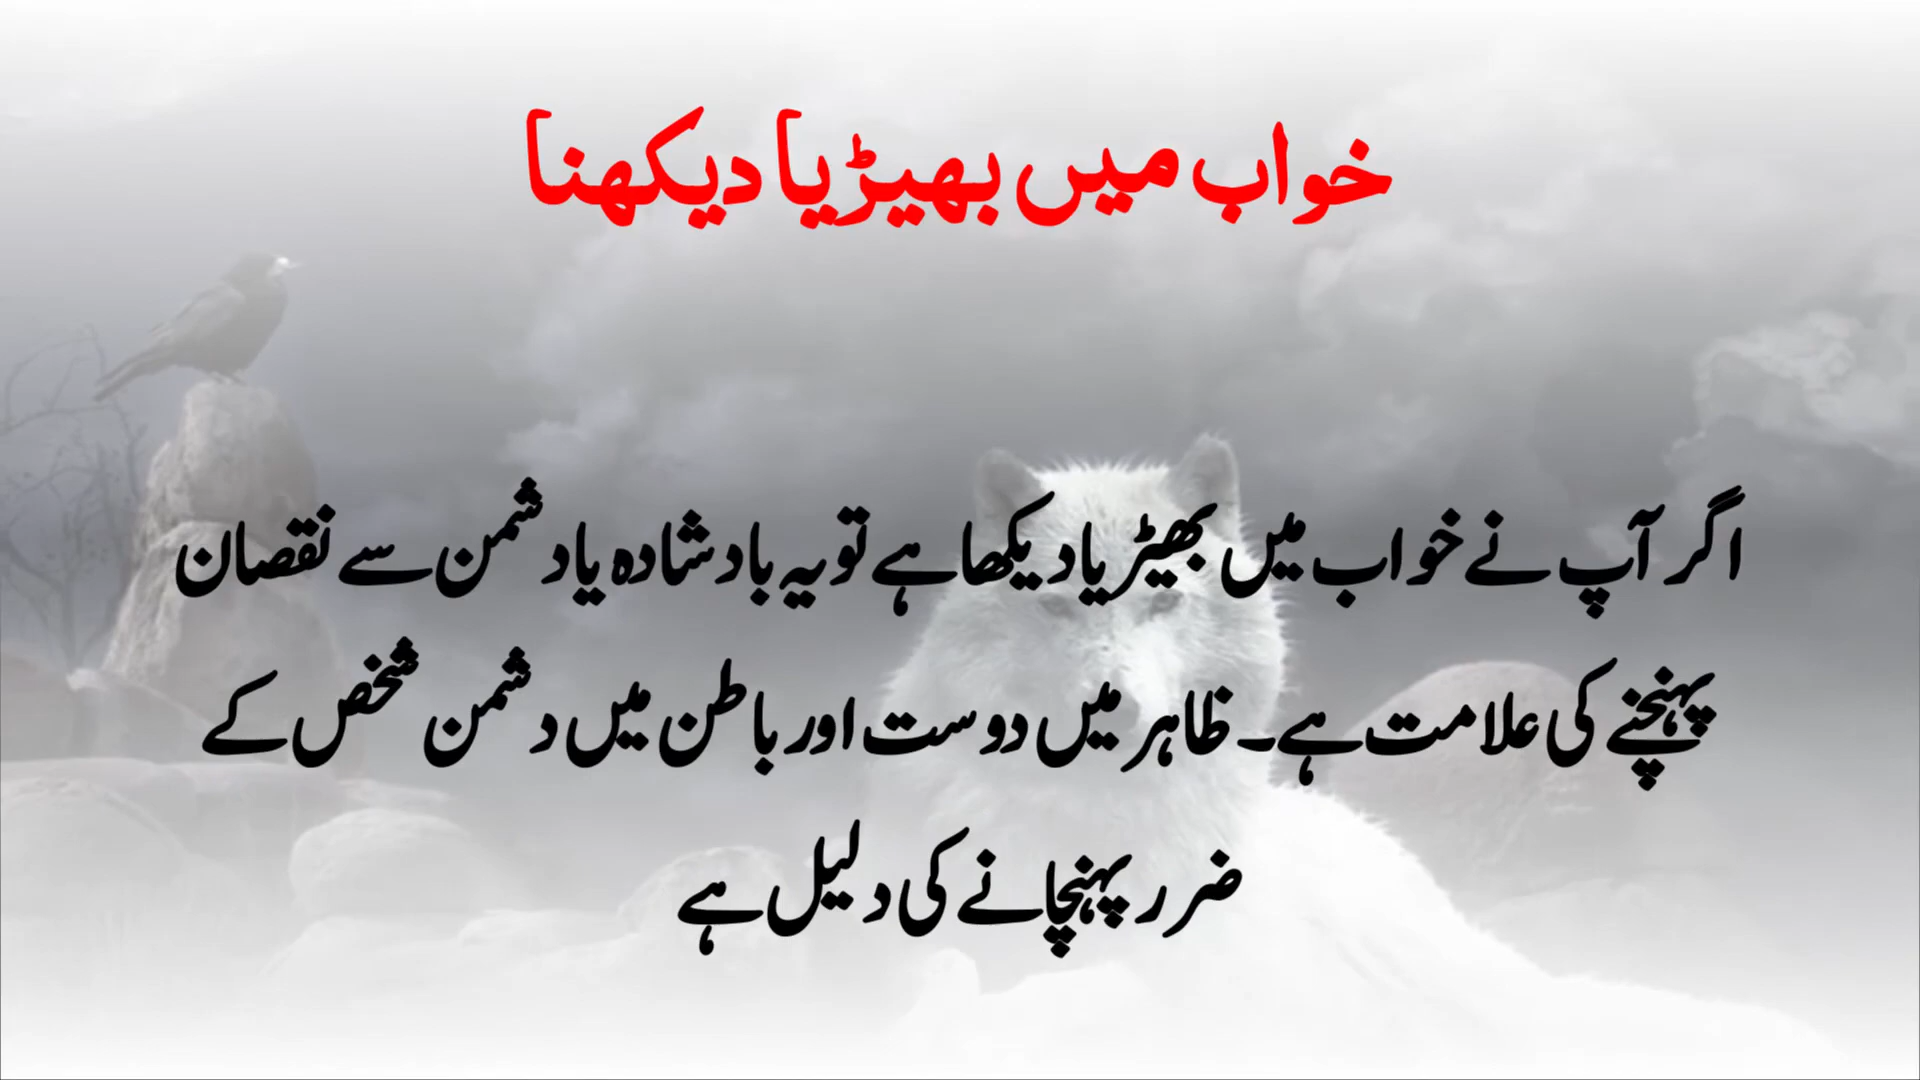 خواب میں بھیڑیا دیکھنا
اگر آپ نے خواب میں بھیڑیا دیکھا ہے تو یہ بادشادہ یا دشمن سے نقصان
پہنچنے کی علامت ہے۔ ظاہر میں دوست اور باطن میں دشمن شخص کے
ضرر پہنچانے کی دلیل ہے